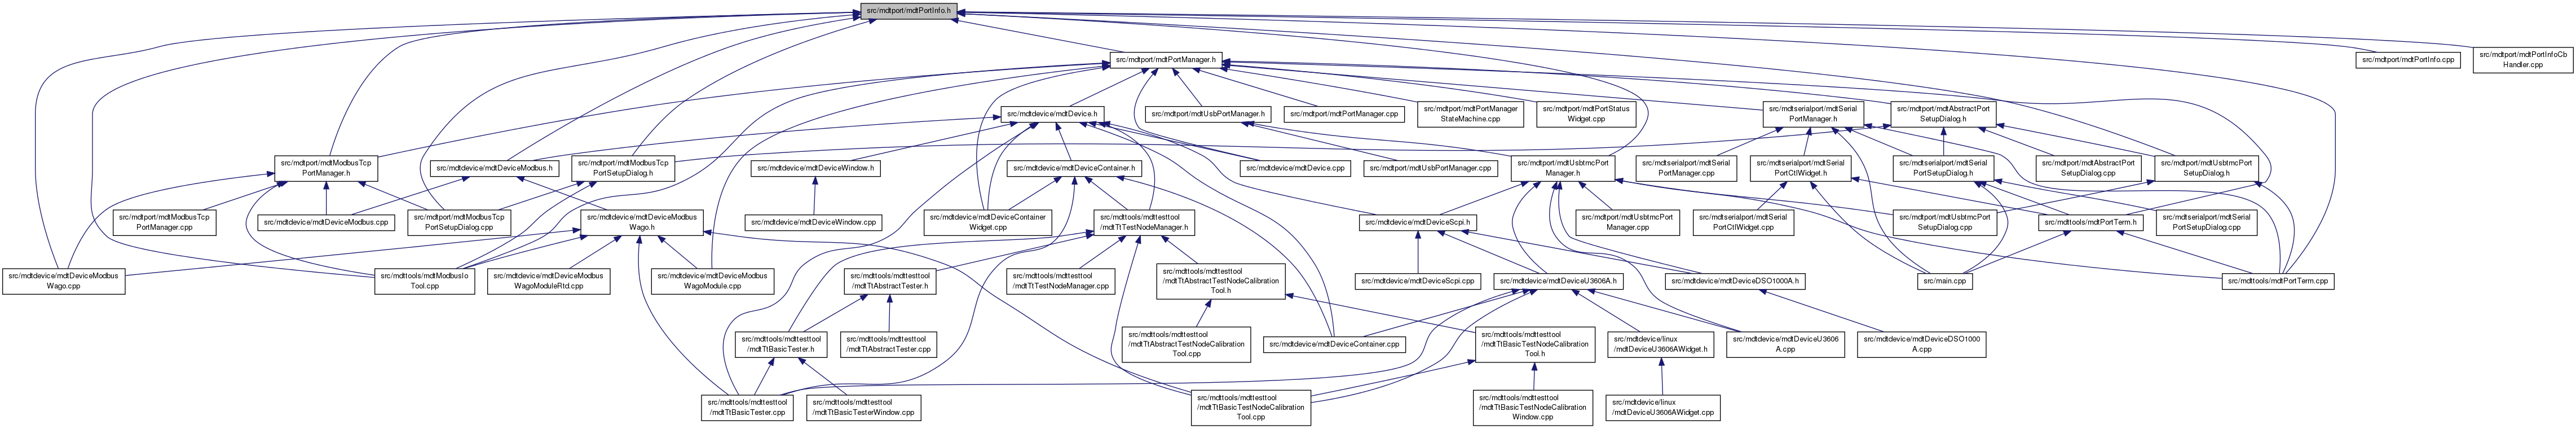 src/mdtport/mdtPortInfo.h
src/mdtport/mdtPortManager.h
src/mdtport/mdtPortInfo.cpp
src/mdtport/mdtPortInfoCb
Handler.cpp
src/mdtdevice/mdtDevice.h
src/mdtport/mdtUsbPortManager.h
src/mdtport/mdtPortManager.cpp
src/mdtport/mdtPortManager
StateMachine.cpp
src/mdtport/mdtPortStatus
Widget.cpp
src/mdtserialport/mdtSerial
PortManager.h
src/mdtport/mdtAbstractPort
SetupDialog.h
src/mdtport/mdtModbusTcp
PortManager.h
src/mdtdevice/mdtDeviceModbus.h
src/mdtport/mdtModbusTcp
PortSetupDialog.h
src/mdtdevice/mdtDeviceWindow.h
src/mdtdevice/mdtDeviceContainer.h
src/mdtdevice/mdtDevice.cpp
src/mdtport/mdtUsbPortManager.cpp
src/mdtport/mdtUsbtmcPort
Manager.h
src/mdtserialport/mdtSerial
PortManager.cpp
src/mdtserialport/mdtSerial
PortCtlWidget.h
src/mdtserialport/mdtSerial
PortSetupDialog.h
src/mdtport/mdtAbstractPort
SetupDialog.cpp
src/mdtport/mdtUsbtmcPort
SetupDialog.h
src/mdtport/mdtModbusTcp
PortManager.cpp
src/mdtdevice/mdtDeviceModbus.cpp
src/mdtport/mdtModbusTcp
PortSetupDialog.cpp
src/mdtdevice/mdtDeviceModbus
Wago.h
src/mdtdevice/mdtDeviceWindow.cpp
src/mdtdevice/mdtDeviceContainer
Widget.cpp
src/mdttools/mdttesttool
/mdtTtTestNodeManager.h
src/mdtdevice/mdtDeviceScpi.h
src/mdtport/mdtUsbtmcPort
Manager.cpp
src/mdtserialport/mdtSerial
PortCtlWidget.cpp
src/mdtport/mdtUsbtmcPort
SetupDialog.cpp
src/mdttools/mdtPortTerm.h
src/mdtserialport/mdtSerial
PortSetupDialog.cpp
src/mdtdevice/mdtDeviceModbus
Wago.cpp
src/mdttools/mdtModbusIo
Tool.cpp
src/mdtdevice/mdtDeviceModbus
WagoModuleRtd.cpp
src/mdtdevice/mdtDeviceModbus
WagoModule.cpp
src/mdttools/mdttesttool
/mdtTtAbstractTester.h
src/mdttools/mdttesttool
/mdtTtTestNodeManager.cpp
src/mdttools/mdttesttool
/mdtTtAbstractTestNodeCalibration
Tool.h
src/mdtdevice/mdtDeviceScpi.cpp
src/mdtdevice/mdtDeviceU3606A.h
src/mdtdevice/mdtDeviceDSO1000A.h
src/main.cpp
src/mdttools/mdtPortTerm.cpp
src/mdttools/mdttesttool
/mdtTtBasicTester.h
src/mdttools/mdttesttool
/mdtTtAbstractTester.cpp
src/mdttools/mdttesttool
/mdtTtAbstractTestNodeCalibration
Tool.cpp
src/mdtdevice/mdtDeviceContainer.cpp
src/mdttools/mdttesttool
/mdtTtBasicTestNodeCalibration
Tool.h
src/mdtdevice/linux
/mdtDeviceU3606AWidget.h
src/mdtdevice/mdtDeviceU3606
A.cpp
src/mdtdevice/mdtDeviceDSO1000
A.cpp
src/mdttools/mdttesttool
/mdtTtBasicTester.cpp
src/mdttools/mdttesttool
/mdtTtBasicTesterWindow.cpp
src/mdttools/mdttesttool
/mdtTtBasicTestNodeCalibration
Tool.cpp
src/mdttools/mdttesttool
/mdtTtBasicTestNodeCalibration
Window.cpp
src/mdtdevice/linux
/mdtDeviceU3606AWidget.cpp